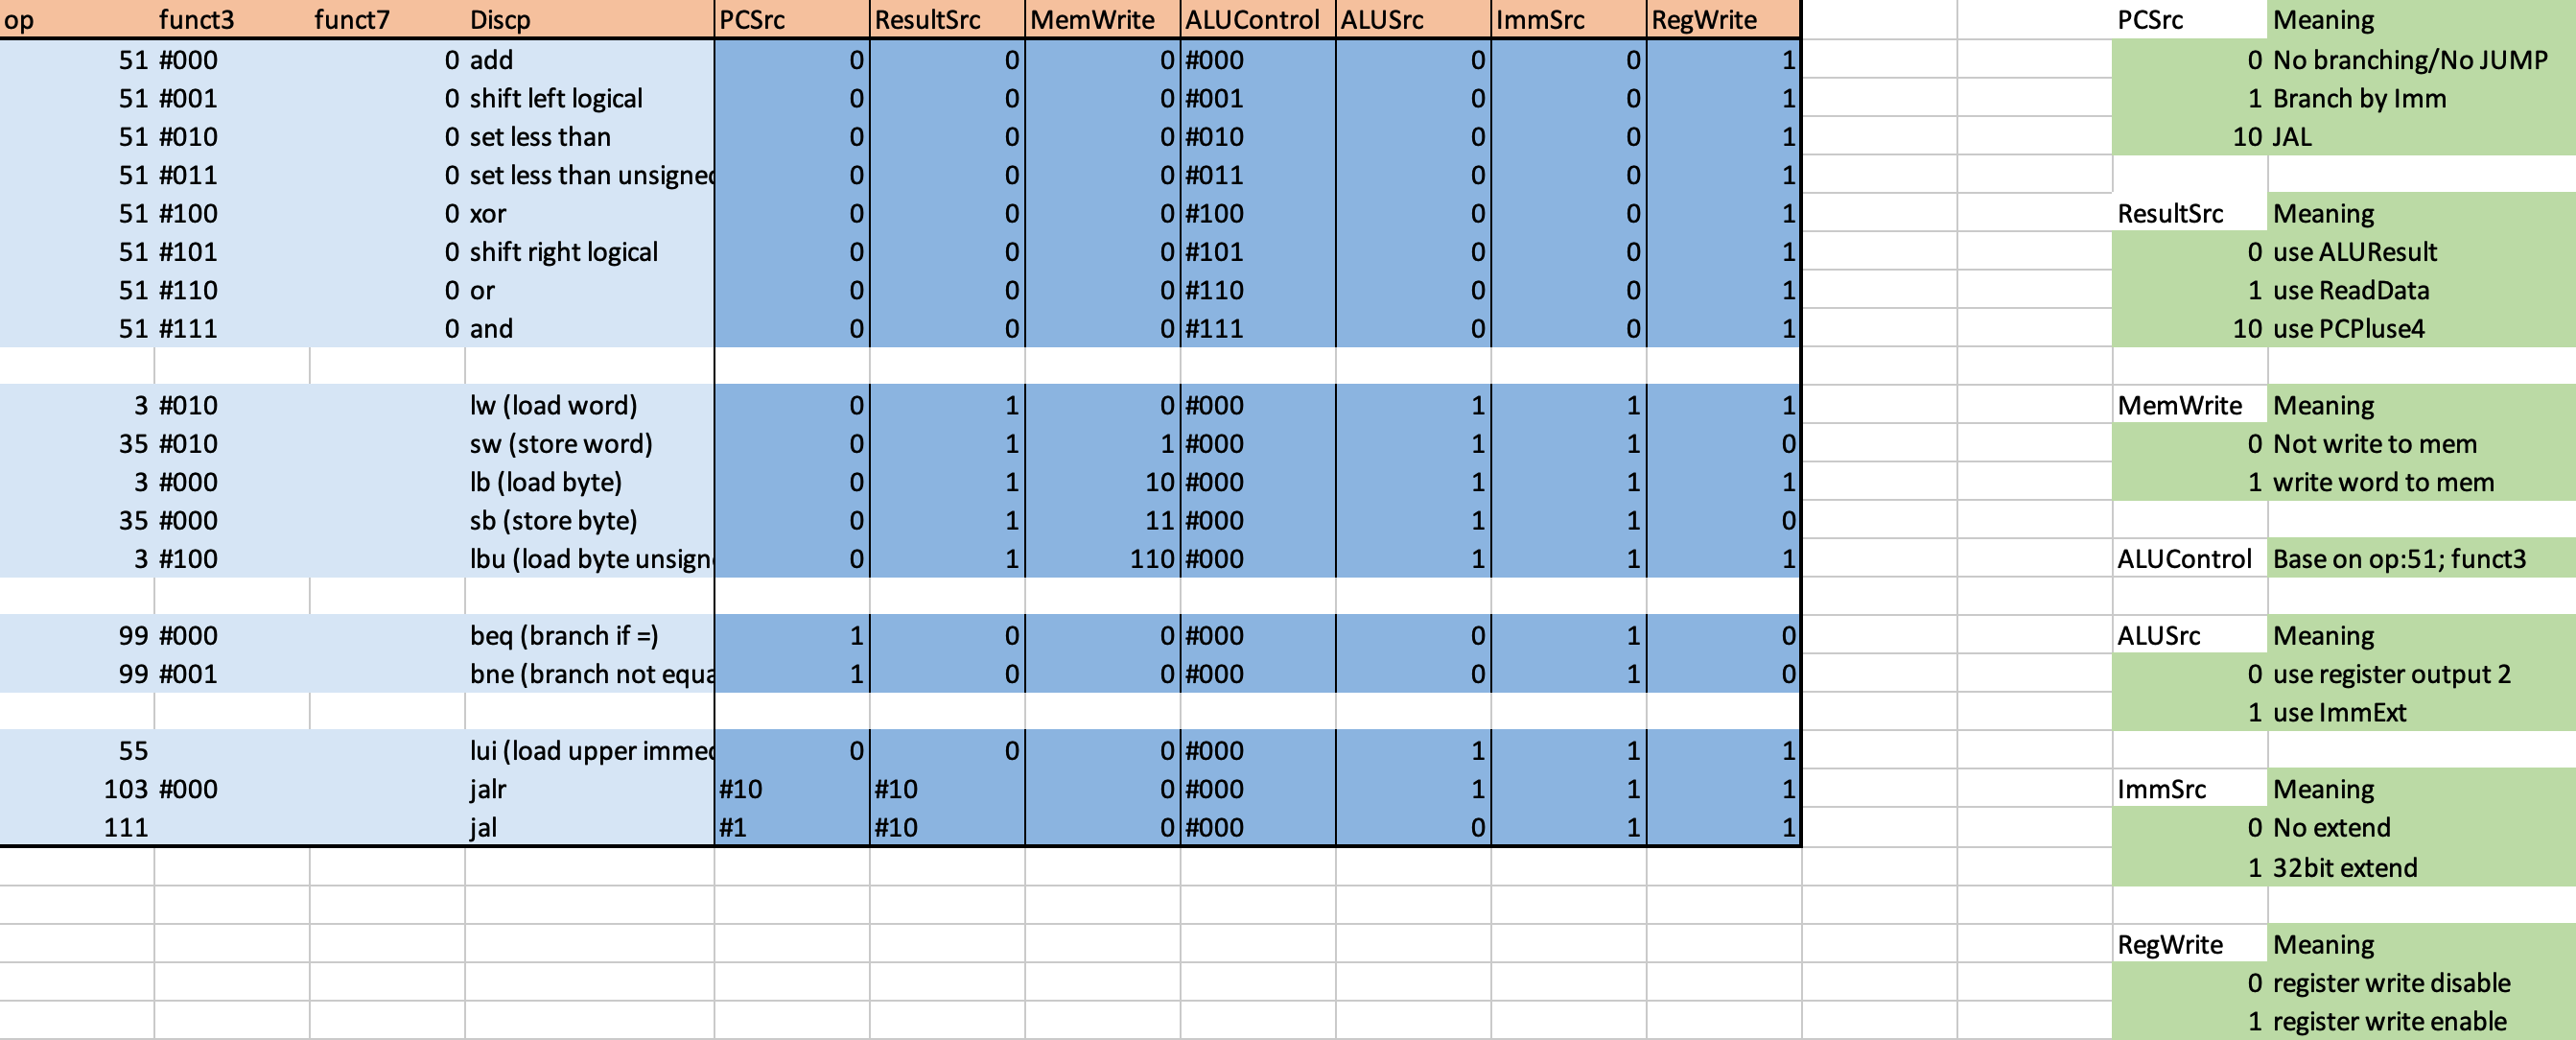 op funct3 funct7 Discp PCSrc ResultSrc MemWrite ALUControl ALUSrc ImmSrc RegWrite PCSrc Meaning
51 #000 0 add 0 0 0 #000 0 0 1 0 No branching/No JUMP
51 #001 0 shift left logical 0 0 0 #001 0 0 1 1 Branch by Imm
51 #010 0 set less than 0 0 0 #010 0 0 1 10 JAL
51 #011 0 set less than unsigned 0 0 0 #011 0 0 1
51 #100 0 xor 0 0 0 #100 0 0 1 ResultSrc Meaning
51 #101 0 shift right logical 0 0 0 #101 0 0 1 0 use ALUResult
51 #110 0 or 0 0 0 #110 0 0 1 1 use ReadData
51 #111 0 and 0 0 0 #111 0 0 1 10 use PCPluse4
3 #010 lw (load word) 0 1 0 #000 1 1 1 MemWrite Meaning
35 #010 sw (store word) 0 1 1 #000 1 1 0 0 Not write to mem
3 #000 lb (load byte) 0 1 10 #000 1 1 1 1 write word to mem
35 #000 sb (store byte) 0 1 11 #000 1 1 0
3 #100 lbu (load byte unsign 0 1 110 #000 1 1 1 ALUControl Base on op:51; funct3
99 #000 beq (branch if =) 1 0 0 #000 0 1 0 ALUSrc Meaning
99 #001 bne (branch not equa 1 0 0 #000 0 1 0 0 use register output 2
1 use ImmExt
55 lui (load upper immed 0 0 0 #000 1 1 1
103 #000 jalr #10 #10 0 #000 1 1 1 ImmSrc Meaning
111 jal #1 #10 0 #000 0 1 1 0 No extend
1 32bit extend
RegWrite Meaning
0 register write disable
1 register write enable